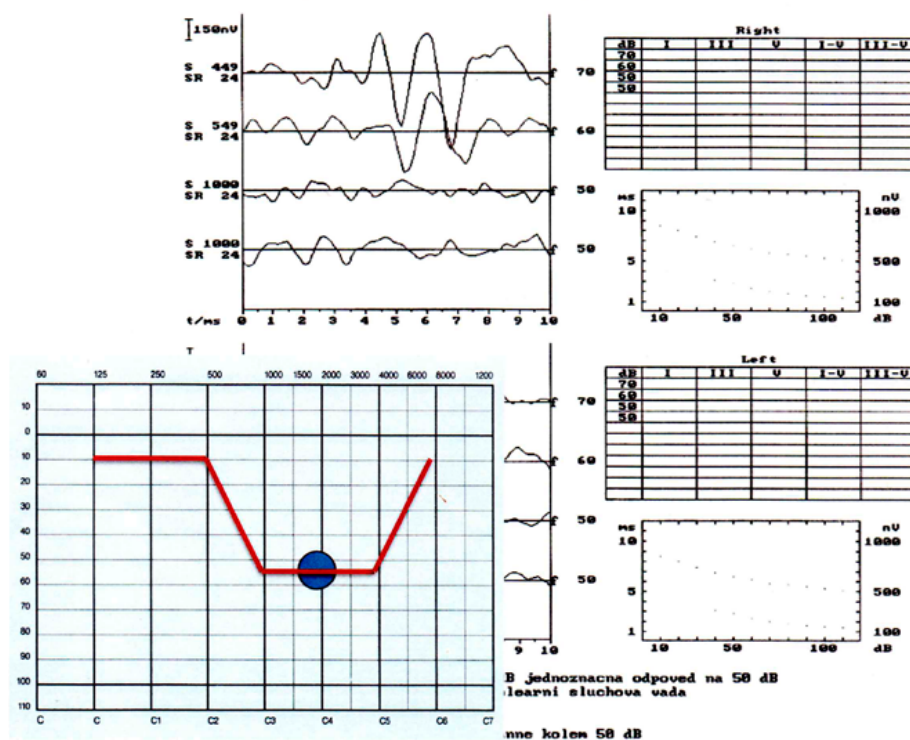 150nV
Right
dB I III V I-V III-V
70
60
50
50
S 449
SR 24
f 70
S 549
SR 24
f 60
S 1000
SR 24
f 50
S 1000
SR 24
f 50
t/ms 0 1 2 3 4 5 6 7 8 9 10
ms nV
10 1000
5 500
1 100
10 50 100
dB
T
60 125 250 500 1000 1500 2000 3000 4000 6000 8000 1200
10
0
10
20
30
40
50
60
70
80
90
100
110
C C C1 C2 C3 C4 C5 C6 C7
Left
dB I III V I-V III-V
70
60
50
50
f 70
f 60
f 50
f 50
9 10
ms nV
10 1000
5 500
1 100
10 50 100
dB
B jednoznacna odpoved na 50 dB
learni sluchova vada
nne kolem 50 dB